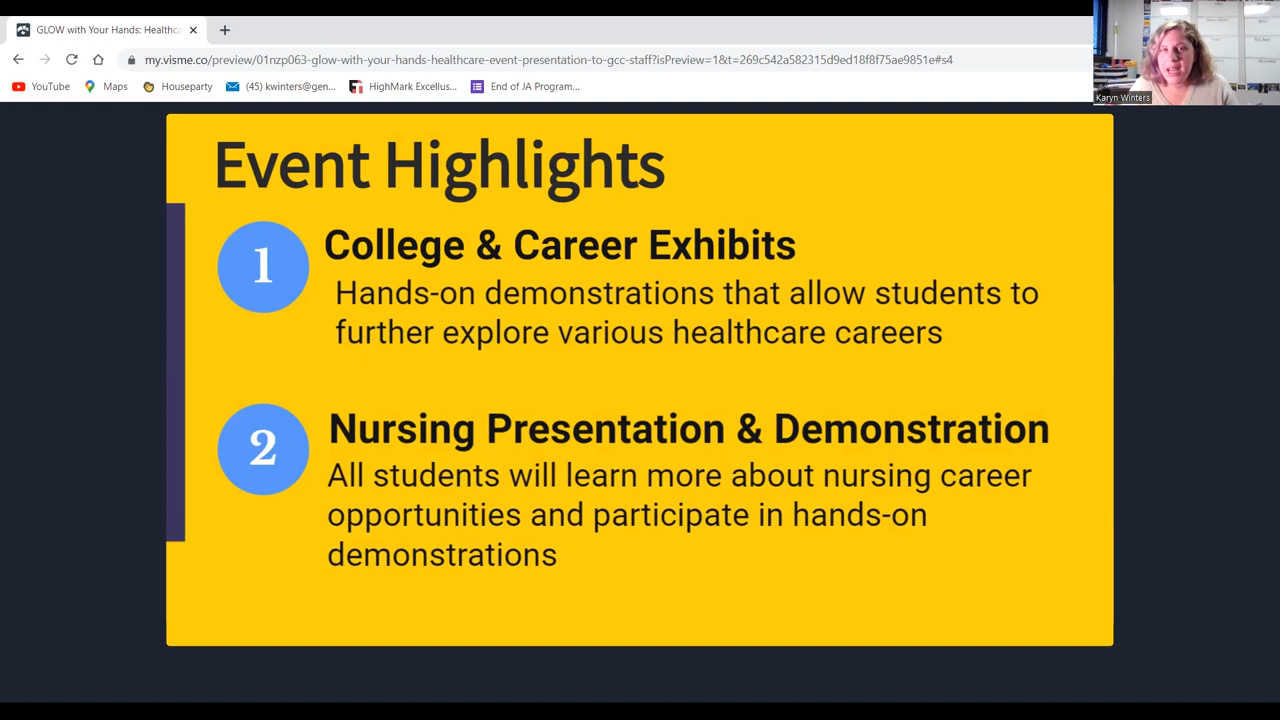 GLOW with Your Hands: Healthca
my.visme.co/preview/01nzp063-glow-with-your-hands-healthcare-event-presentation-to-gcc-staff?isPreview=1&t=269c542a582315d9ed18f8f75ae9851e#s4
YouTube
Maps
Houseparty
(45) kwinters@gen...
HighMark Excellus...
End of JA Program...
Karyn Winters
Event Highlights
1
College & Career Exhibits
Hands-on demonstrations that allow students to
further explore various healthcare careers
2
Nursing Presentation & Demonstration
All students will learn more about nursing career
opportunities and participate in hands-on
demonstrations